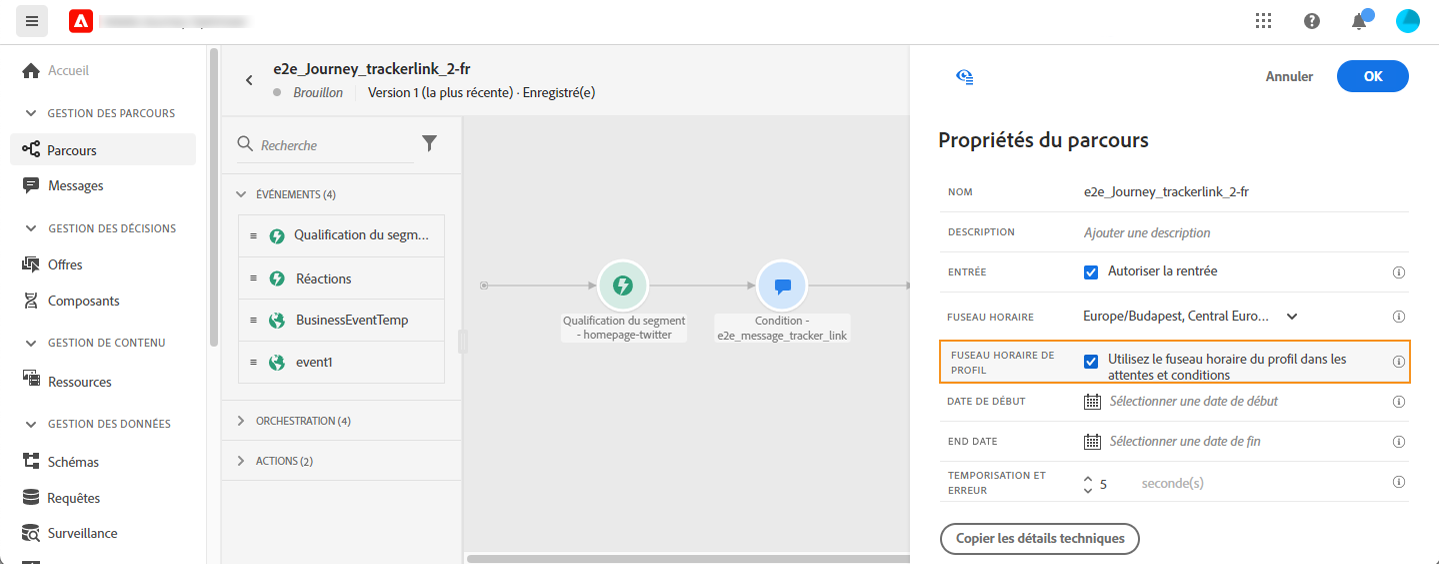 Accueil
GESTION DES PARCOURS
Parcours
Messages
GESTION DES DÉCISIONS
Offres
Composants
GESTION DE CONTENU
Ressources
GESTION DES DONNÉES
Schémas
Requêtes
Surveillance
e2e_Journey_trackerlink_2-fr
Brouillon
Version 1 (la plus récente) · Enregistré(e)
Recherche
ÉVÉNEMENTS (4)
Qualification du segm...
Réactions
BusinessEventTemp
event1
ORCHESTRATION (4)
ACTIONS (2)
Qualification du segment
- homepage-twitter
Condition -
e2e_message_tracker_link
Annuler
OK
Propriétés du parcours
NOM
e2e_Journey_trackerlink_2-fr
DESCRIPTION
Ajouter une description
ENTRÉE
Autoriser la rentrée
FUSEAU HORAIRE
Europe/Budapest, Central Euro...
FUSEAU HORAIRE DE
PROFIL
Utilisez le fuseau horaire du profil dans les
attentes et conditions
DATE DE DÉBUT
Sélectionner une date de début
END DATE
Sélectionner une date de fin
TEMPORISATION ET
ERREUR
5
seconde(s)
Copier les détails techniques